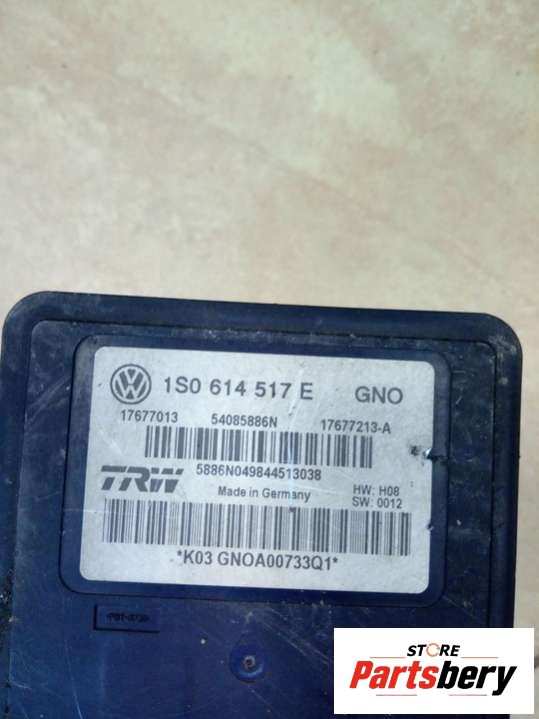 1S0 614 517 E GNO
17677013 54085886N 17677213-A
5886N049844513038
TRW
Made in Germany
HW: H08
SW: 0012
*K03 GNOA00733Q1*
STORE
Partsbery